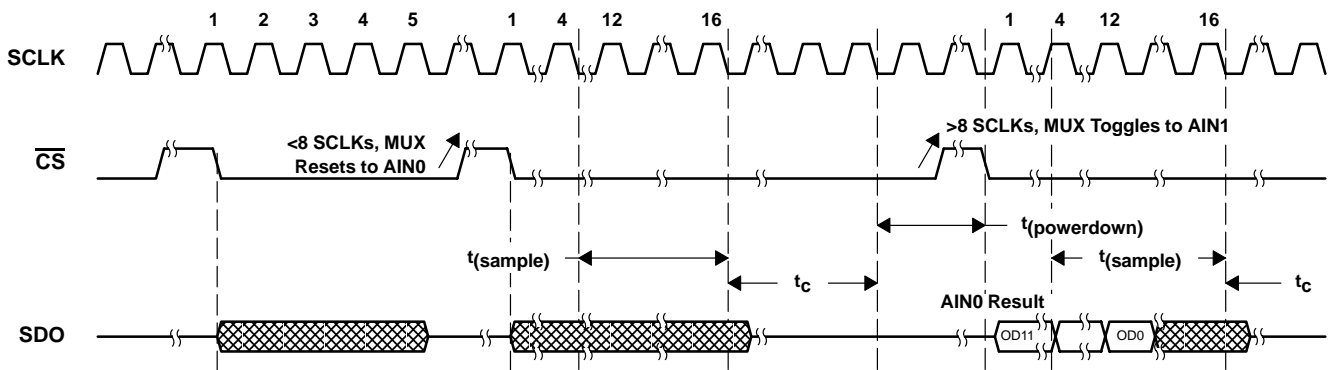 1 2 3 4 5 1 4 12 16 1 4 12 16
SCLK
CS
<8 SCLKs, MUX
Resets to AIN0
>8 SCLKs, MUX Toggles to AIN1
t(powerdown)
t(sample)
t(sample)
tc
tc
AIN0 Result
SDO
OD11
OD0